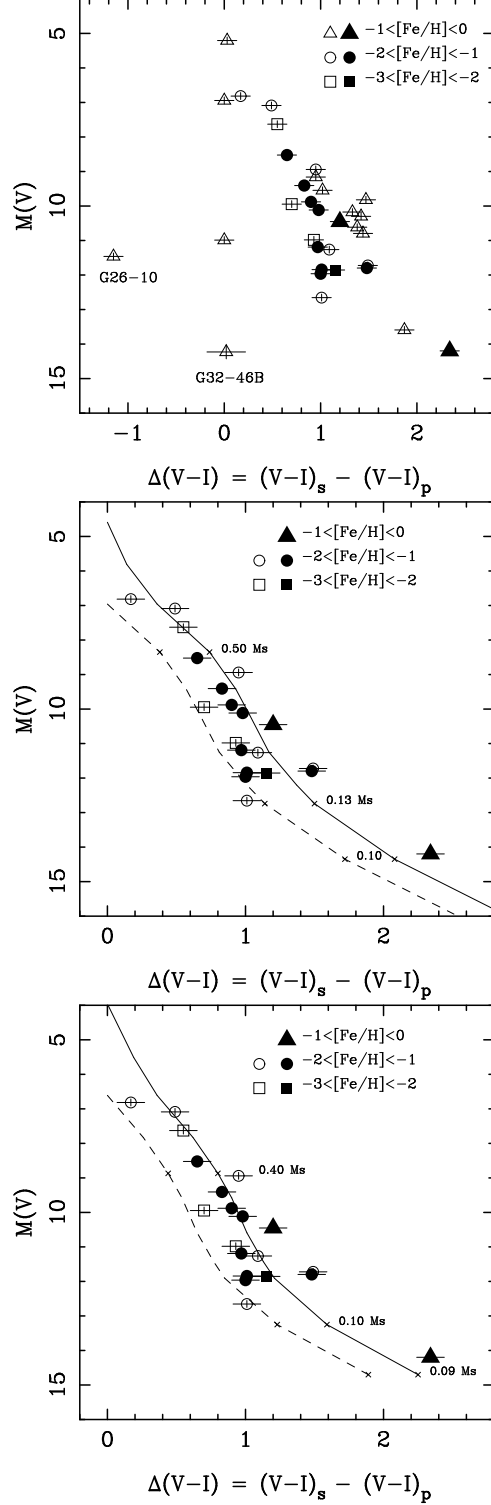 5
10
15
M(V)
-1<[Fe/H]<0
-2<[Fe/H]<-1
-3<[Fe/H]<-2
G26-10
G32-46B
-1 0 1 2
Δ(V-I) = (V-I)s - (V-I)p
5
10
15
M(V)
-1<[Fe/H]<0
-2<[Fe/H]<-1
-3<[Fe/H]<-2
0.50 Ms
0.13 Ms
0.10
0 1 2
Δ(V-I) = (V-I)s - (V-I)p
5
10
15
M(V)
-1<[Fe/H]<0
-2<[Fe/H]<-1
-3<[Fe/H]<-2
0.40 Ms
0.10 Ms
0.09 Ms
0 1 2
Δ(V-I) = (V-I)s - (V-I)p